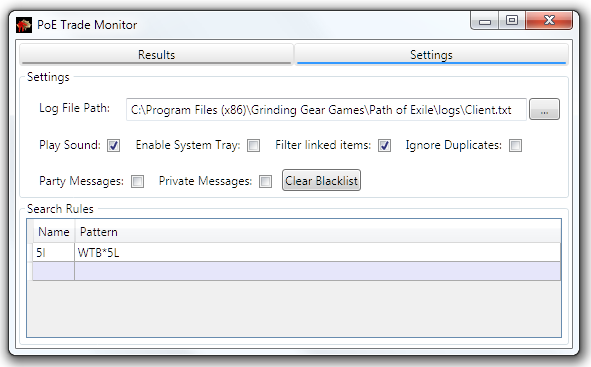 PoE Trade Monitor
Results Settings
Settings
Log File Path: C:\Program Files (x86)\Grinding Gear Games\Path of Exile\logs\Client.txt ...
Play Sound: Enable System Tray: Filter linked items: Ignore Duplicates:
Party Messages: Private Messages: Clear Blacklist
Search Rules
Name Pattern
5l WTB*5L